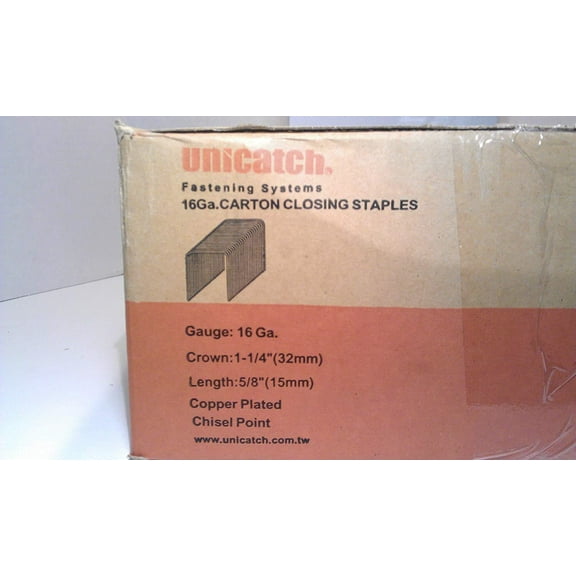 unicatch®
Fastening Systems
16Ga.CARTON CLOSING STAPLES
Gauge: 16 Ga.
Crown:1-1/4"(32mm)
Length:5/8"(15mm)
Copper Plated
Chisel Point
www.unicatch.com.tw